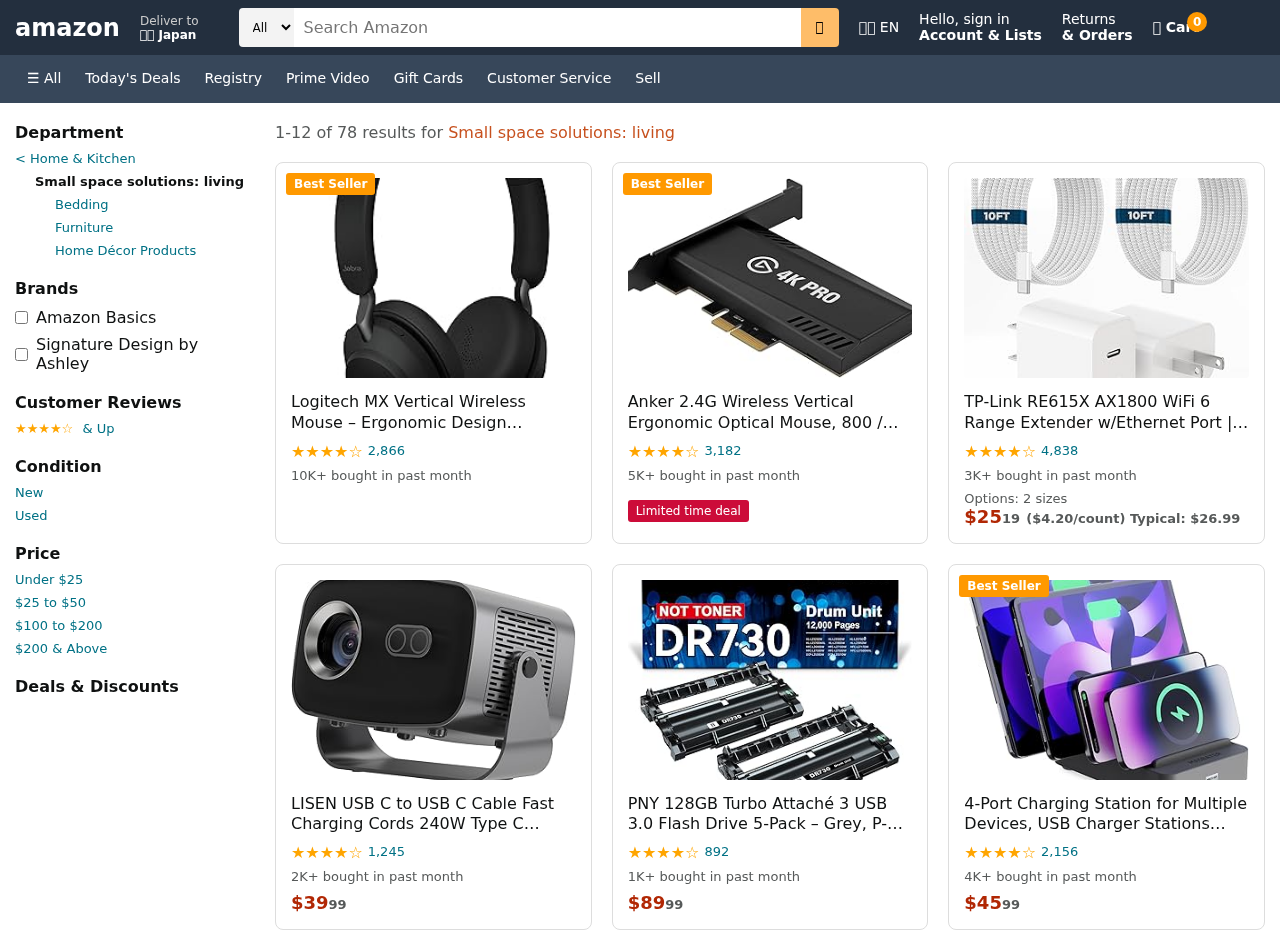 amazon
Deliver to
Japan
All
Search Amazon
EN
Hello, sign in
Account & Lists
Returns
& Orders
0
☰ All
Today's Deals
Registry
Prime Video
Gift Cards
Customer Service
Sell
Department
< Home & Kitchen
Small space solutions: living
Bedding
Furniture
Home Décor Products
Brands
Amazon Basics
Signature Design by
Ashley
Customer Reviews
★★★★☆ & Up
Condition
New
Used
Price
Under $25
$25 to $50
$100 to $200
$200 & Above
Deals & Discounts
1-12 of 78 results for Small space solutions: living
Best Seller
Jabra
Logitech MX Vertical Wireless
Mouse – Ergonomic Design…
★★★★☆ 2,866
10K+ bought in past month
Best Seller
4K PRO
Anker 2.4G Wireless Vertical
Ergonomic Optical Mouse, 800 /…
★★★★☆ 3,182
5K+ bought in past month
Limited time deal
10FT
10FT
TP-Link RE615X AX1800 WiFi 6
Range Extender w/Ethernet Port |…
★★★★☆ 4,838
3K+ bought in past month
Options: 2 sizes
$2519 ($4.20/count) Typical: $26.99
LISEN USB C to USB C Cable Fast
Charging Cords 240W Type C…
★★★★☆ 1,245
2K+ bought in past month
$3999
NOT TONER
DR730
Drum Unit
12,000 Pages
DR730
DR730
PNY 128GB Turbo Attaché 3 USB
3.0 Flash Drive 5-Pack – Grey, P-…
★★★★☆ 892
1K+ bought in past month
$8999
Best Seller
4-Port Charging Station for Multiple
Devices, USB Charger Stations…
★★★★☆ 2,156
4K+ bought in past month
$4599